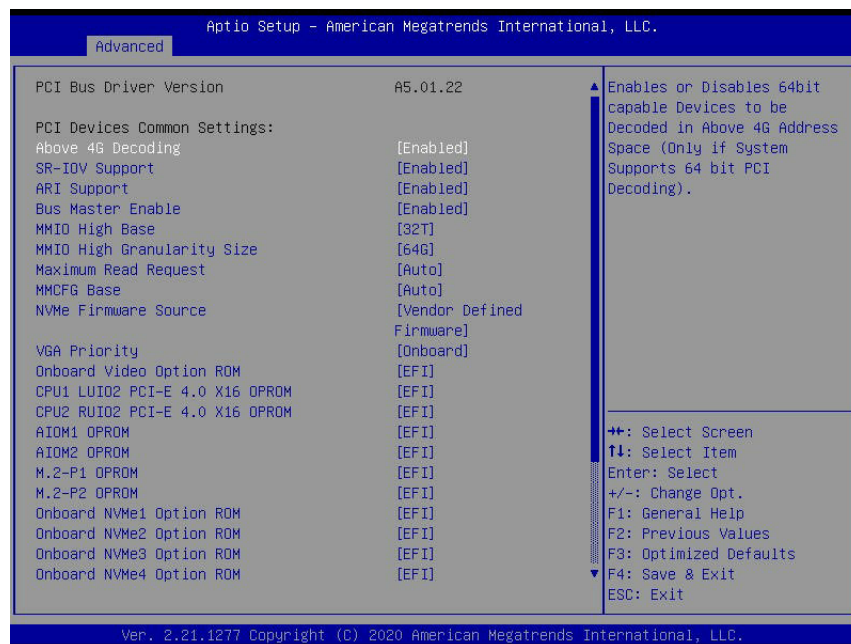 Aptio Setup – American Megatrends International, LLC.
Advanced
PCI Bus Driver Version A5.01.22
PCI Devices Common Settings:
Above 4G Decoding [Enabled]
SR-IOV Support [Enabled]
ARI Support [Enabled]
Bus Master Enable [Enabled]
MMIO High Base [32T]
MMIO High Granularity Size [64G]
Maximum Read Request [Auto]
MMCFG Base [Auto]
NVMe Firmware Source [Vendor Defined
Firmware]
VGA Priority [Onboard]
Onboard Video Option ROM [EFI]
CPU1 LUIO2 PCI-E 4.0 X16 OPROM [EFI]
CPU2 RUIO2 PCI-E 4.0 X16 OPROM [EFI]
AIOM1 OPROM [EFI]
AIOM2 OPROM [EFI]
M.2-P1 OPROM [EFI]
M.2-P2 OPROM [EFI]
Onboard NVMe1 Option ROM [EFI]
Onboard NVMe2 Option ROM [EFI]
Onboard NVMe3 Option ROM [EFI]
Onboard NVMe4 Option ROM [EFI]
Enables or Disables 64bit
capable Devices to be
Decoded in Above 4G Address
Space (Only if System
Supports 64 bit PCI
Decoding).
→←: Select Screen
↑↓: Select Item
Enter: Select
+/-: Change Opt.
F1: General Help
F2: Previous Values
F3: Optimized Defaults
F4: Save & Exit
ESC: Exit
Ver. 2.21.1277 Copyright (C) 2020 American Megatrends International, LLC.